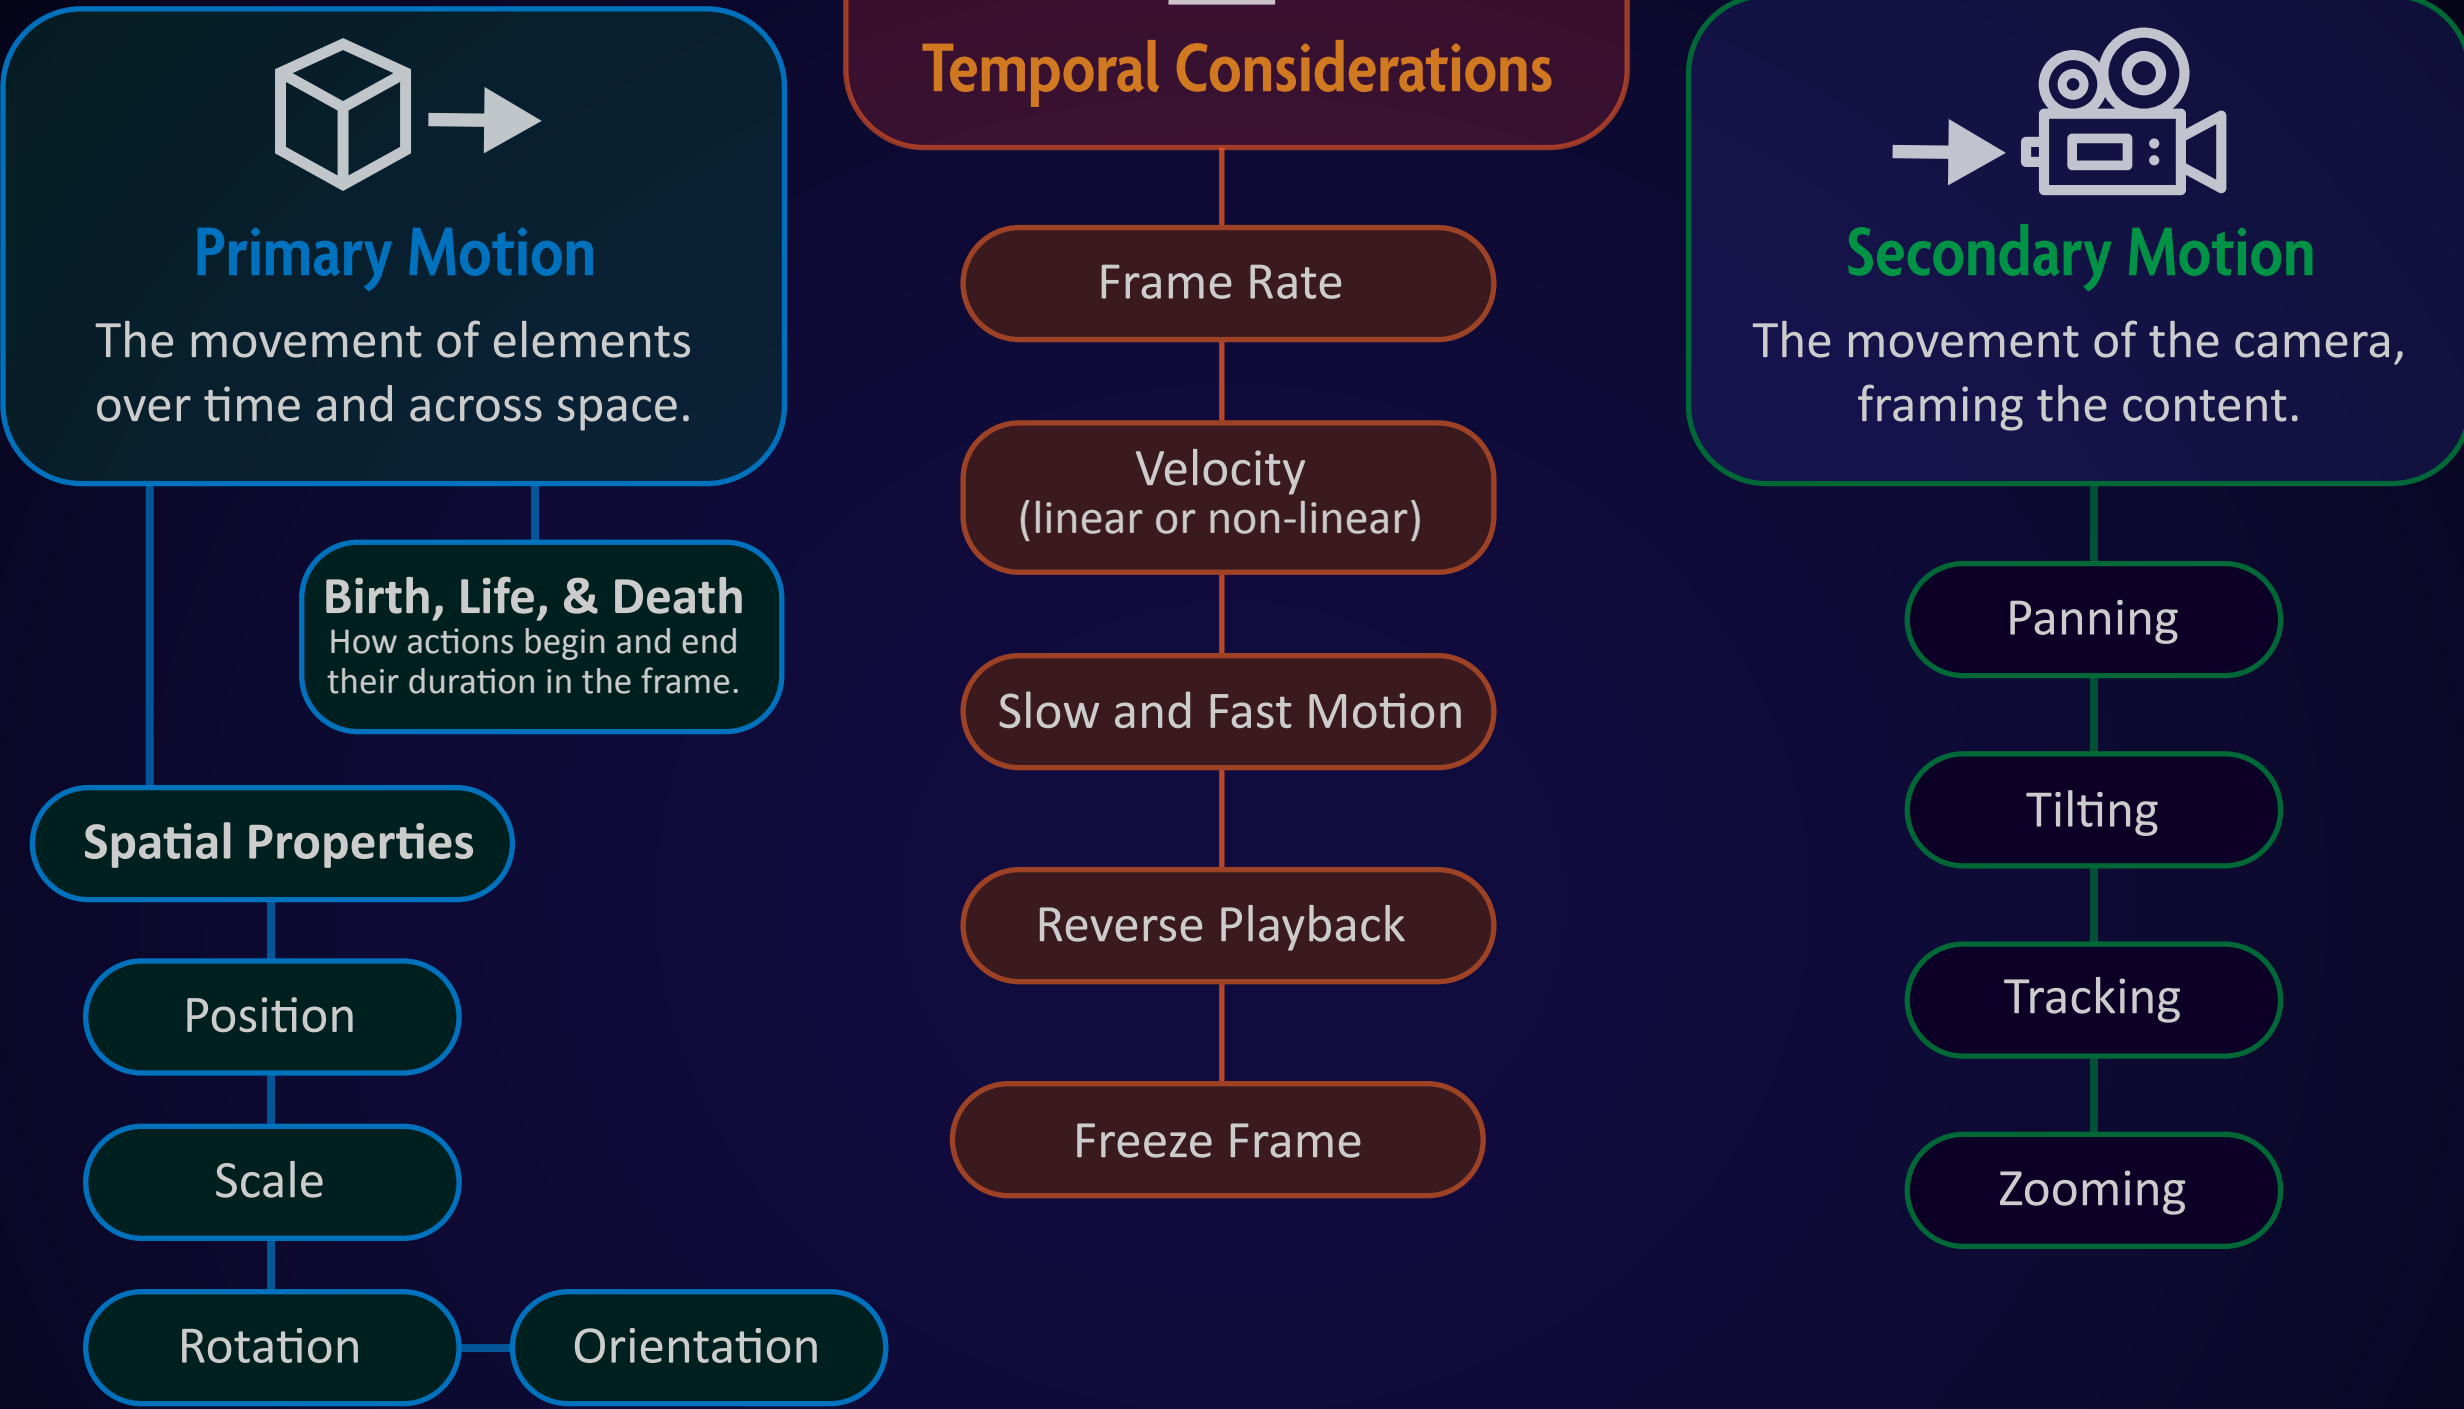 Primary Motion
The movement of elements
over time and across space.
Birth, Life, & Death
How actions begin and end
their duration in the frame.
Spatial Properties
Position
Scale
Rotation
Orientation
Temporal Considerations
Frame Rate
Velocity
(linear or non-linear)
Slow and Fast Motion
Reverse Playback
Freeze Frame
Secondary Motion
The movement of the camera,
framing the content.
Panning
Tilting
Tracking
Zooming